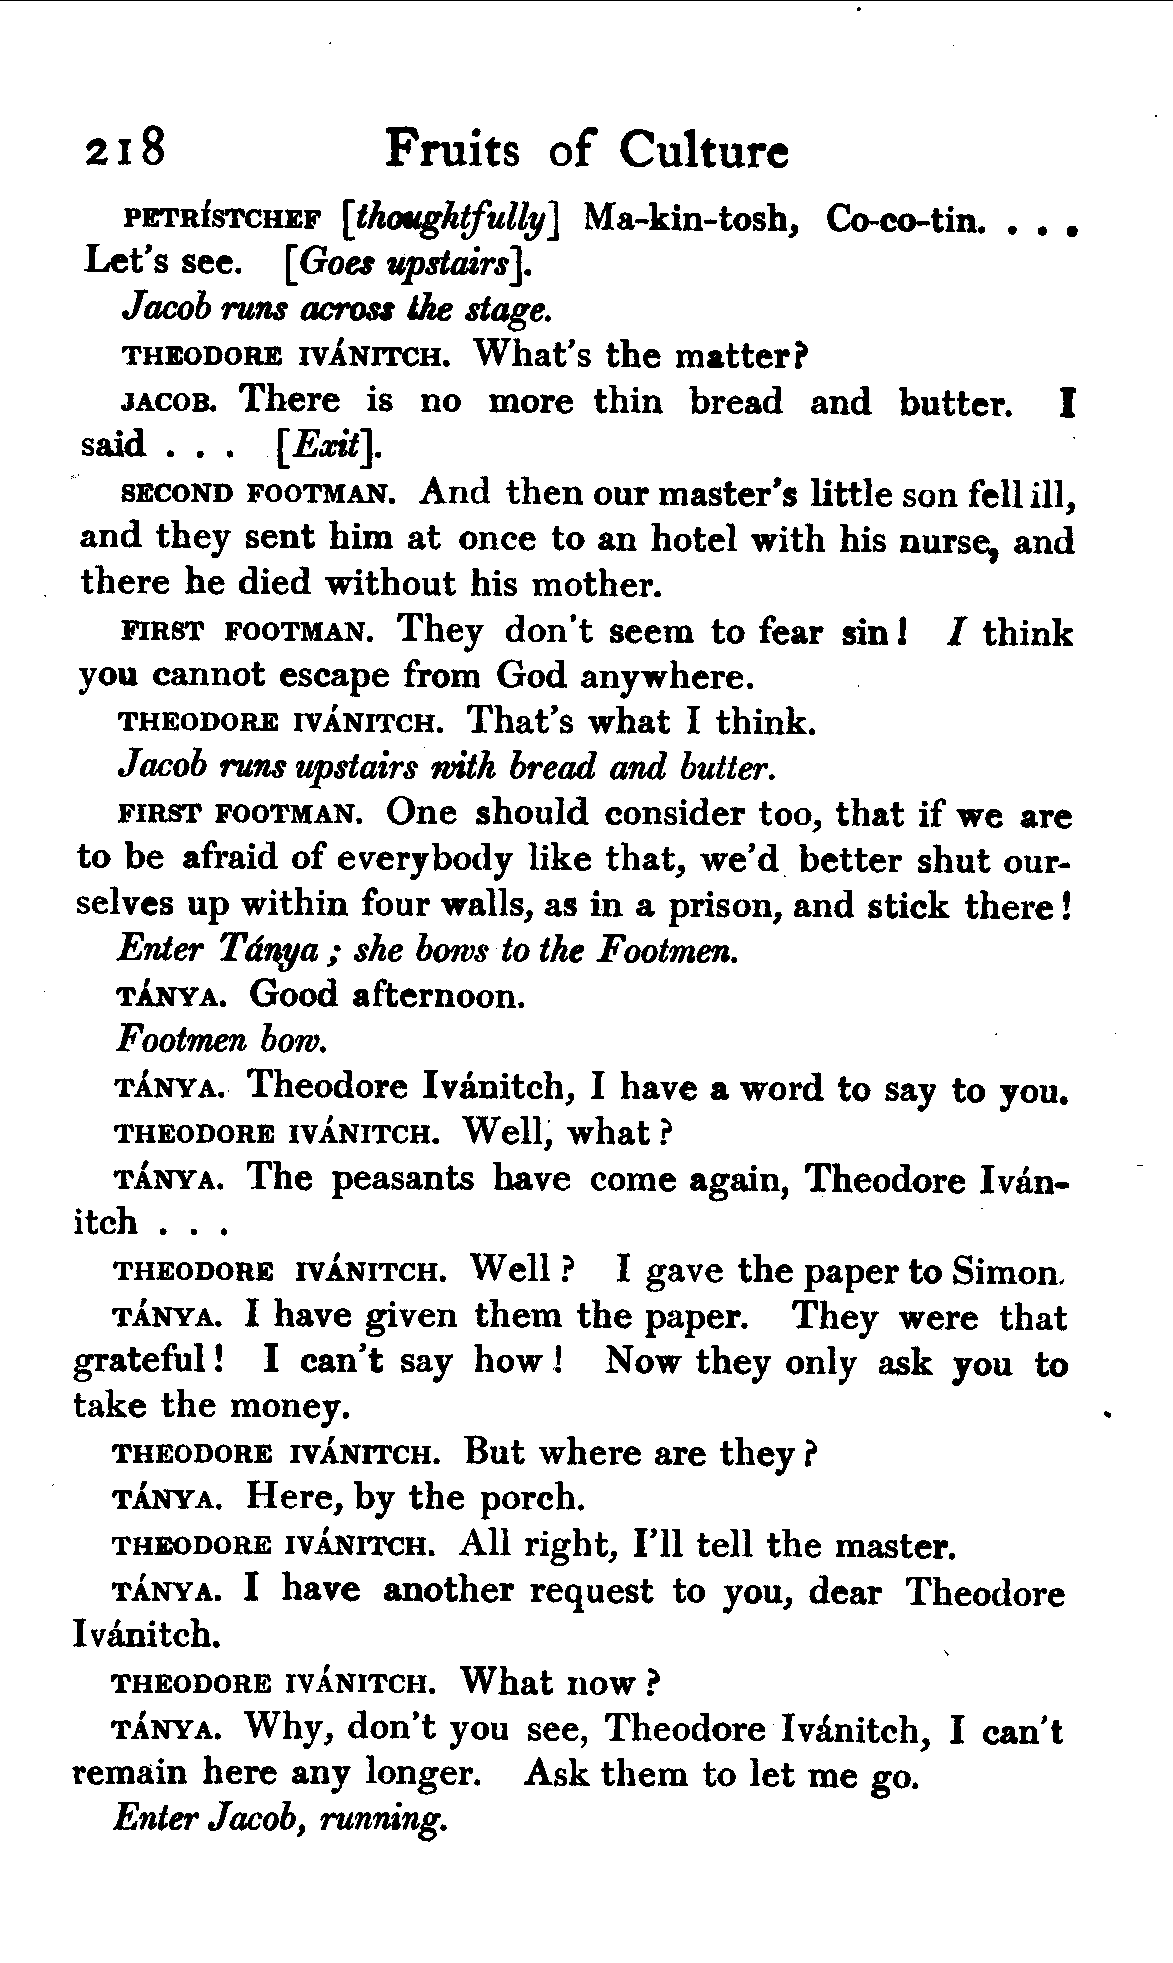 218 Fruits of Culture
PETRÍSTCHEF [thoughtfully] Ma-kin-tosh, Co-co-tin. . . .
Let's see. [Goes upstairs].
Jacob runs across the stage.
THEODORE IVÁNITCH. What's the matter?
JACOB. There is no more thin bread and butter. I
said . . . [Exit].
SECOND FOOTMAN. And then our master's little son fell ill,
and they sent him at once to an hotel with his nurse, and
there he died without his mother.
FIRST FOOTMAN. They don't seem to fear sin! I think
you cannot escape from God anywhere.
THEODORE IVÁNITCH. That's what I think.
Jacob runs upstairs with bread and butter.
FIRST FOOTMAN. One should consider too, that if we are
to be afraid of everybody like that, we'd better shut our-
selves up within four walls, as in a prison, and stick there!
Enter Tánya; she bows to the Footmen.
TÁNYA. Good afternoon.
Footmen bow.
TÁNYA. Theodore Ivánitch, I have a word to say to you.
THEODORE IVÁNITCH. Well, what?
TÁNYA. The peasants have come again, Theodore Iván-
itch . . .
THEODORE IVÁNITCH. Well? I gave the paper to Simon.
TÁNYA. I have given them the paper. They were that
grateful! I can't say how! Now they only ask you to
take the money.
THEODORE IVÁNITCH. But where are they?
TÁNYA. Here, by the porch.
THEODORE IVÁNITCH. All right, I'll tell the master.
TÁNYA. I have another request to you, dear Theodore
Ivánitch.
THEODORE IVÁNITCH. What now?
TÁNYA. Why, don't you see, Theodore Ivánitch, I can't
remain here any longer. Ask them to let me go.
Enter Jacob, running.